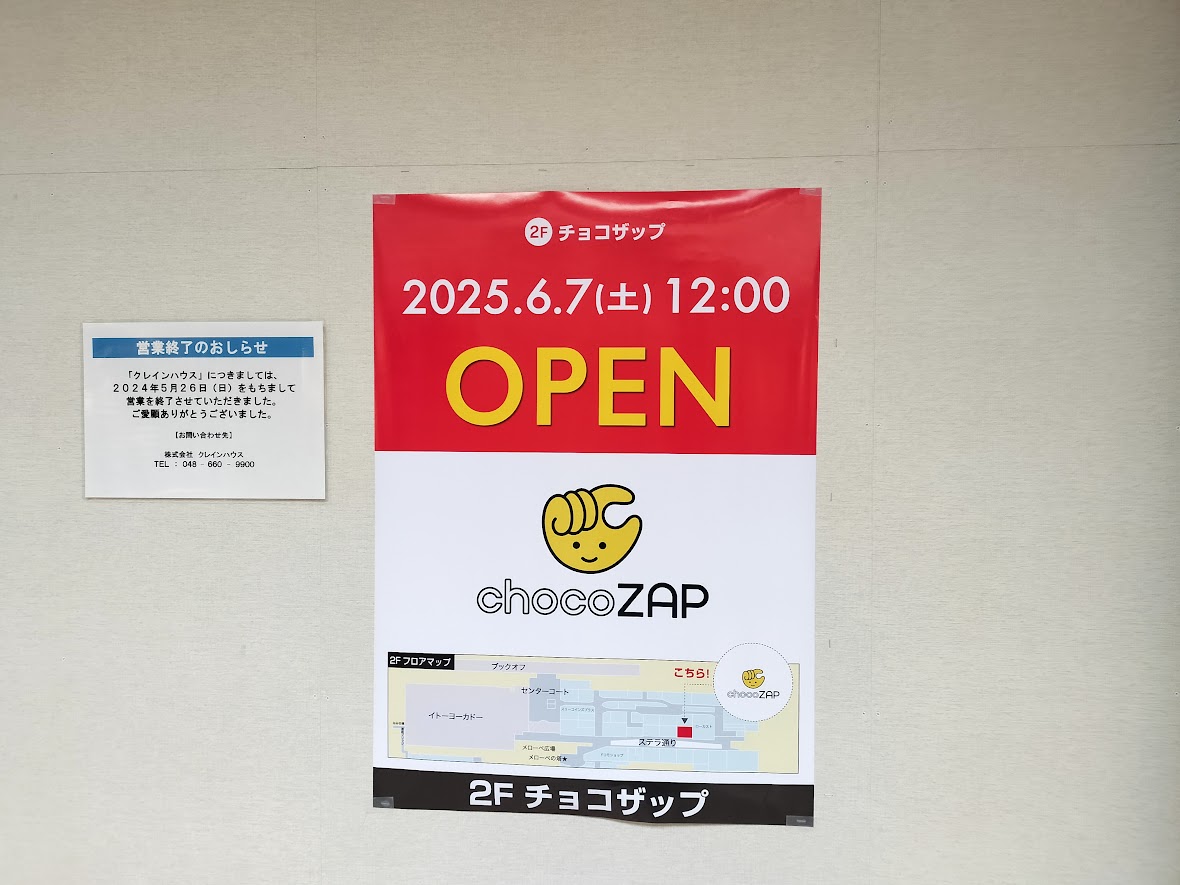 営業終了のおしらせ
「クレインハウス」につきましては、
2024年5月26日（日）をもちまして
営業を終了させていただきました。
ご愛顧ありがとうございました。
【お問い合わせ先】
株式会社 クレインハウス
TEL : 048 - 660 - 9900
2F チョコザップ
2025.6.7(土) 12:00
OPEN
chocoZAP
2F フロアマップ
ブックオフ
こちら!
chocoZAP
センターコート
イトーヨーカドー
ステラ通り
メローペ広場
メローペの塔★
2F チョコザップ